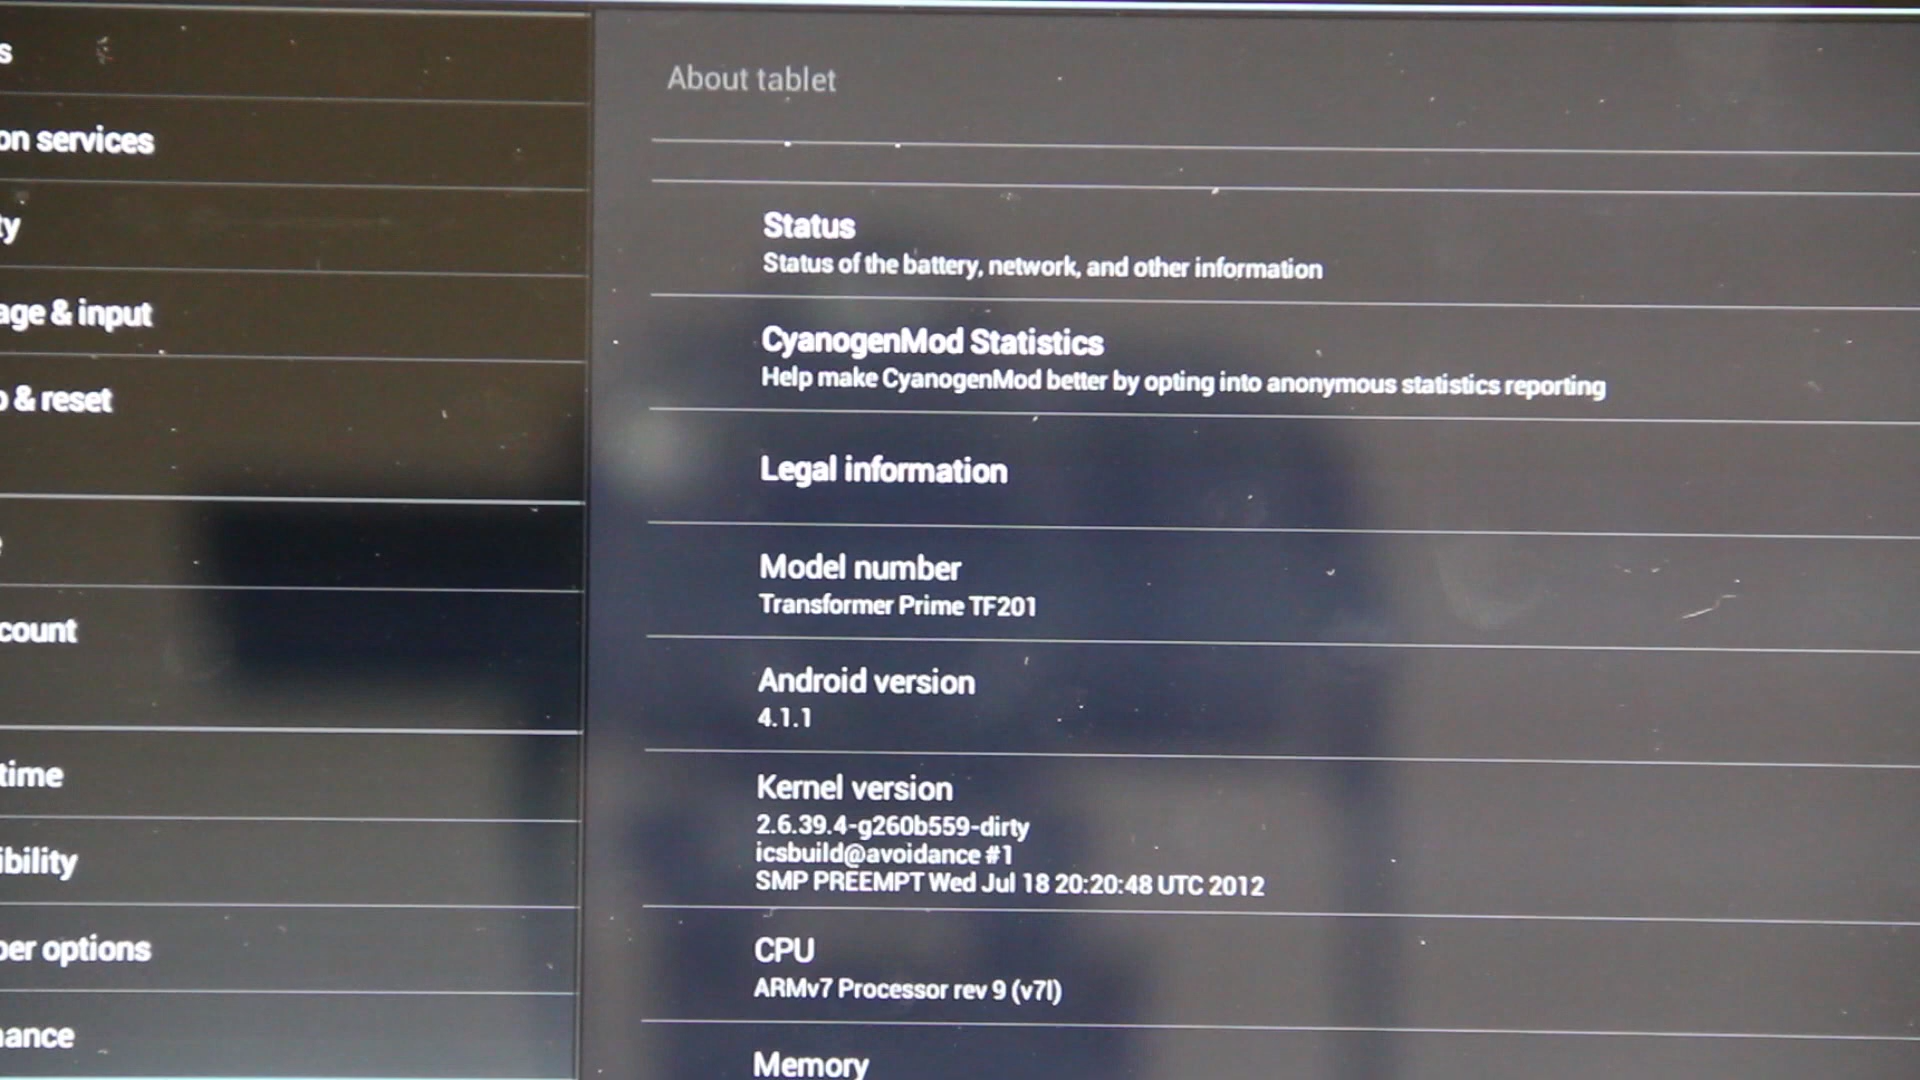 s
on services
ty
age & input
p & reset
e
count
time
ibility
per options
nance
About tablet
Status
Status of the battery, network, and other information
CyanogenMod Statistics
Help make CyanogenMod better by opting into anonymous statistics reporting
Legal information
Model number
Transformer Prime TF201
Android version
4.1.1
Kernel version
2.6.39.4-g260b559-dirty
icsbuild@avoidance #1
SMP PREEMPT Wed Jul 18 20:20:48 UTC 2012
CPU
ARMv7 Processor rev 9 (v7l)
Memory